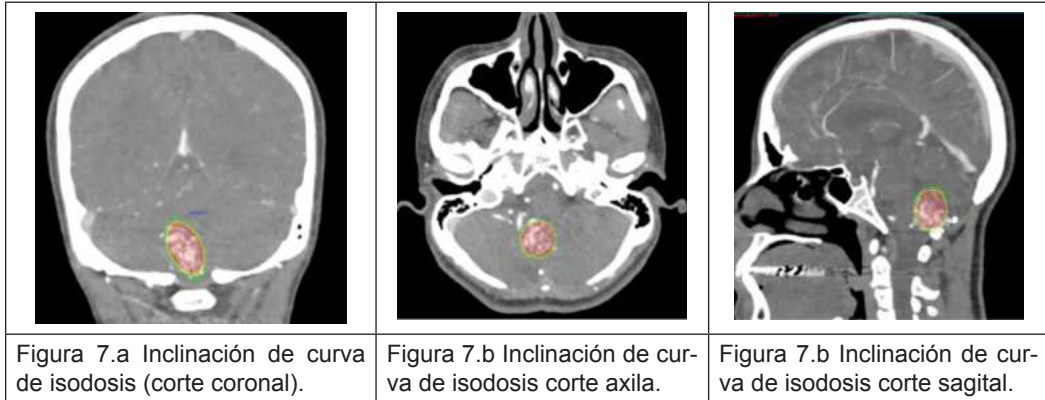 Figura 7.a Inclinación de curva
de isodosis (corte coronal).
Figura 7.b Inclinación de cur-
va de isodosis corte axila.
Figura 7.b Inclinación de cur-
va de isodosis corte sagital.